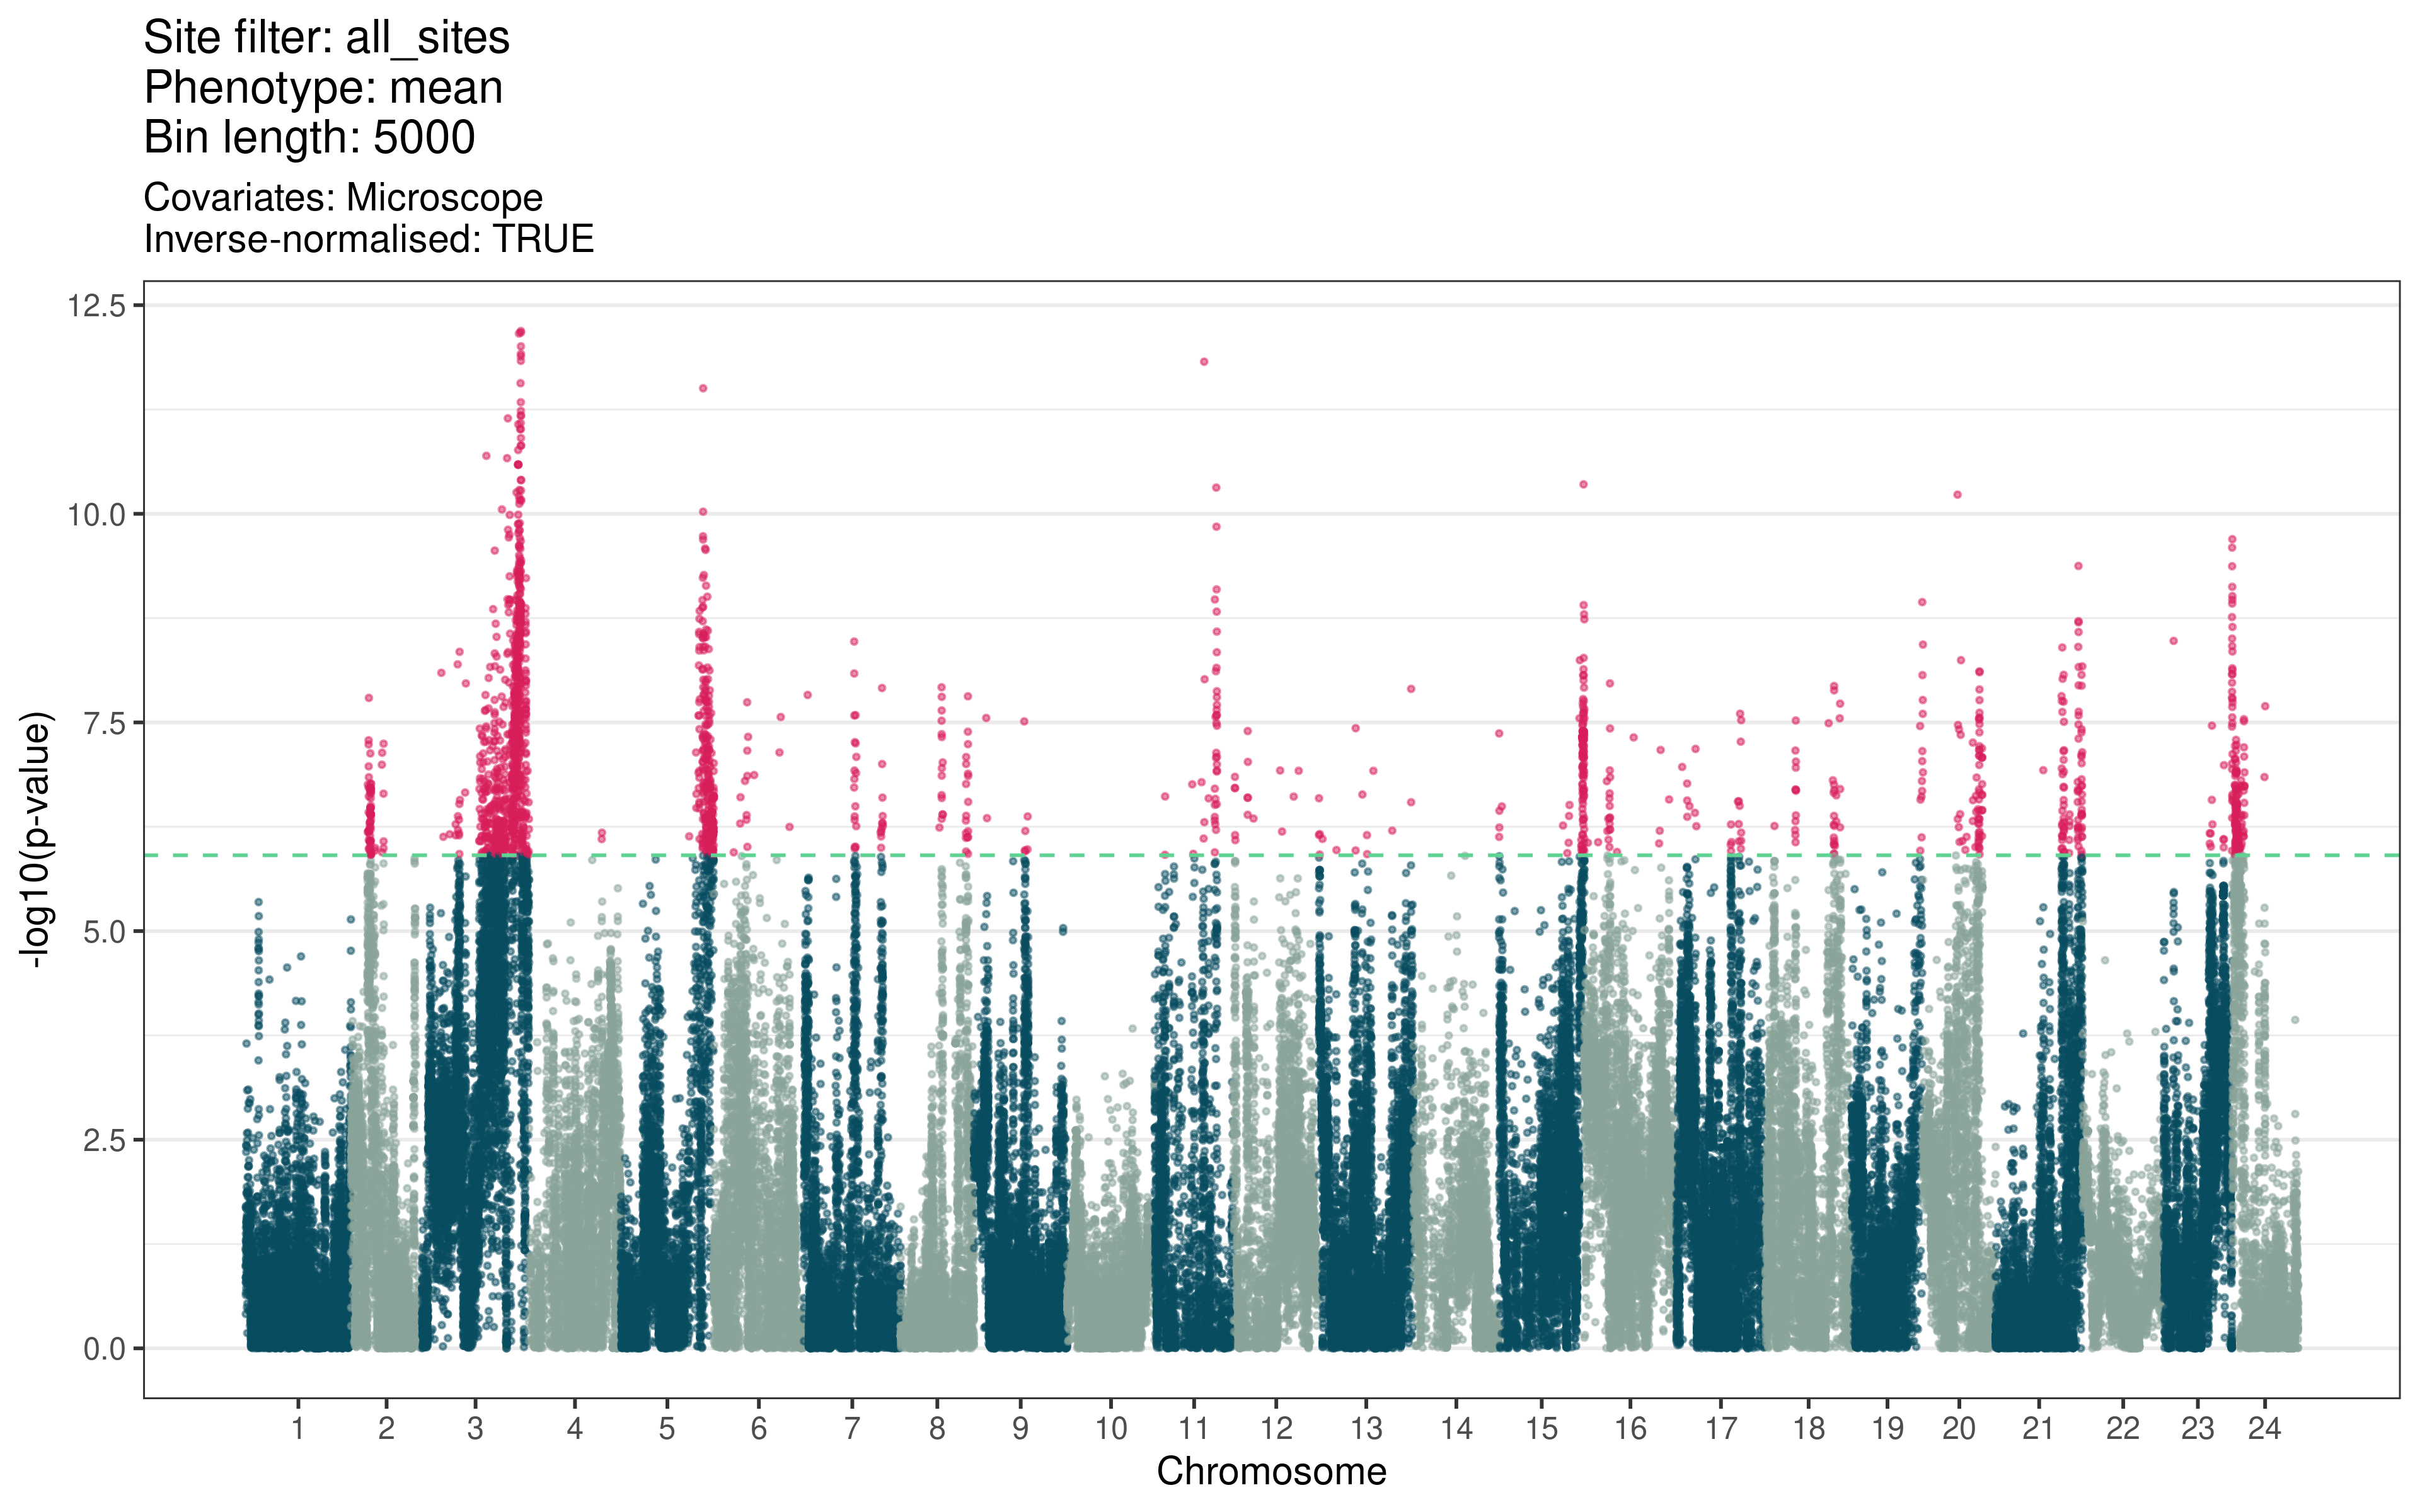 Site filter: all_sites
Phenotype: mean
Bin length: 5000
Covariates: Microscope
Inverse-normalised: TRUE
12.5
10.0
7.5
5.0
2.5
0.0
-log10(p-value)
1 2 3 4 5 6 7 8 9 10 11 12 13 14 15 16 17 18 19 20 21 22 23 24
Chromosome